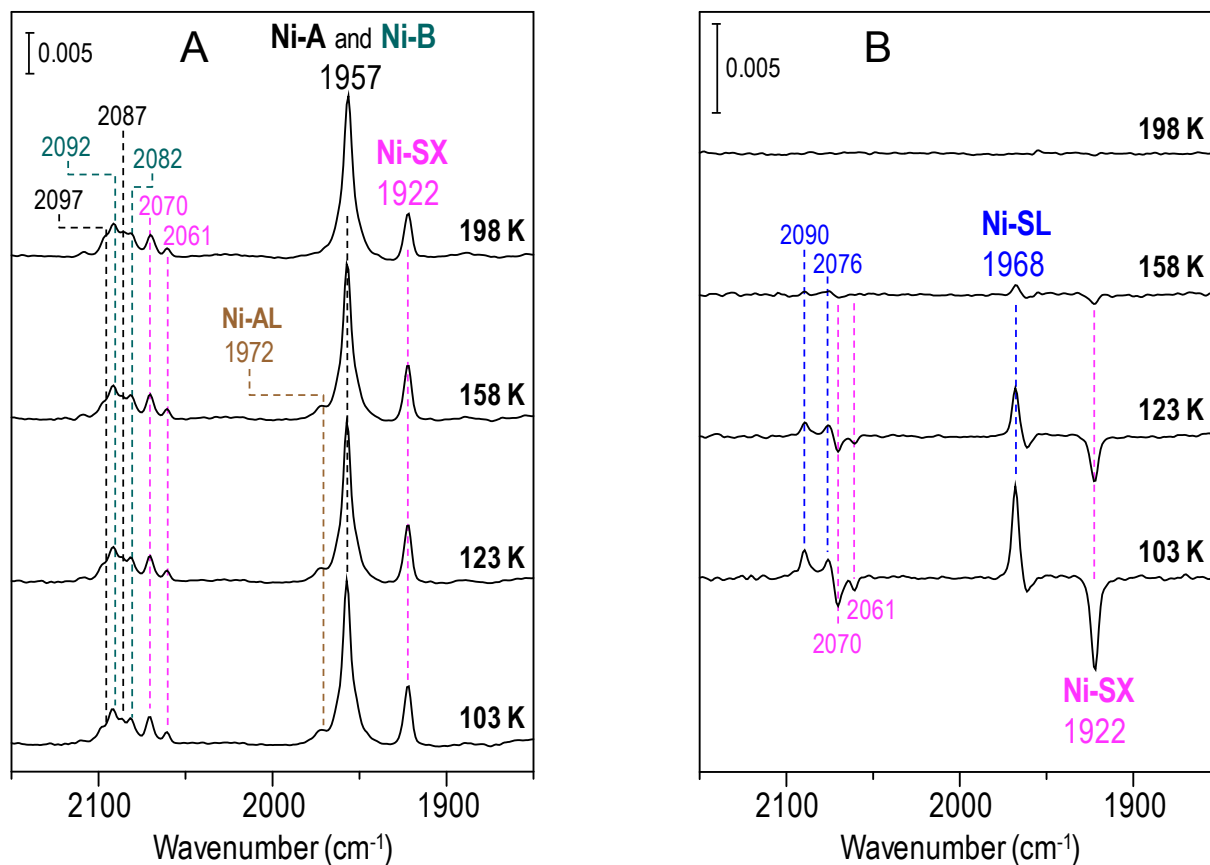 0.005
A
Ni-A and Ni-B
1957
2087
2092
2082
2097
2070
2061
Ni-SX
1922
198 K
Ni-AL
1972
158 K
123 K
103 K
2100
2000
1900
Wavenumber (cm-1)
B
0.005
198 K
Ni-SL
1968
2090
2076
158 K
123 K
103 K
2061
2070
Ni-SX
1922
2100
2000
1900
Wavenumber (cm-1)